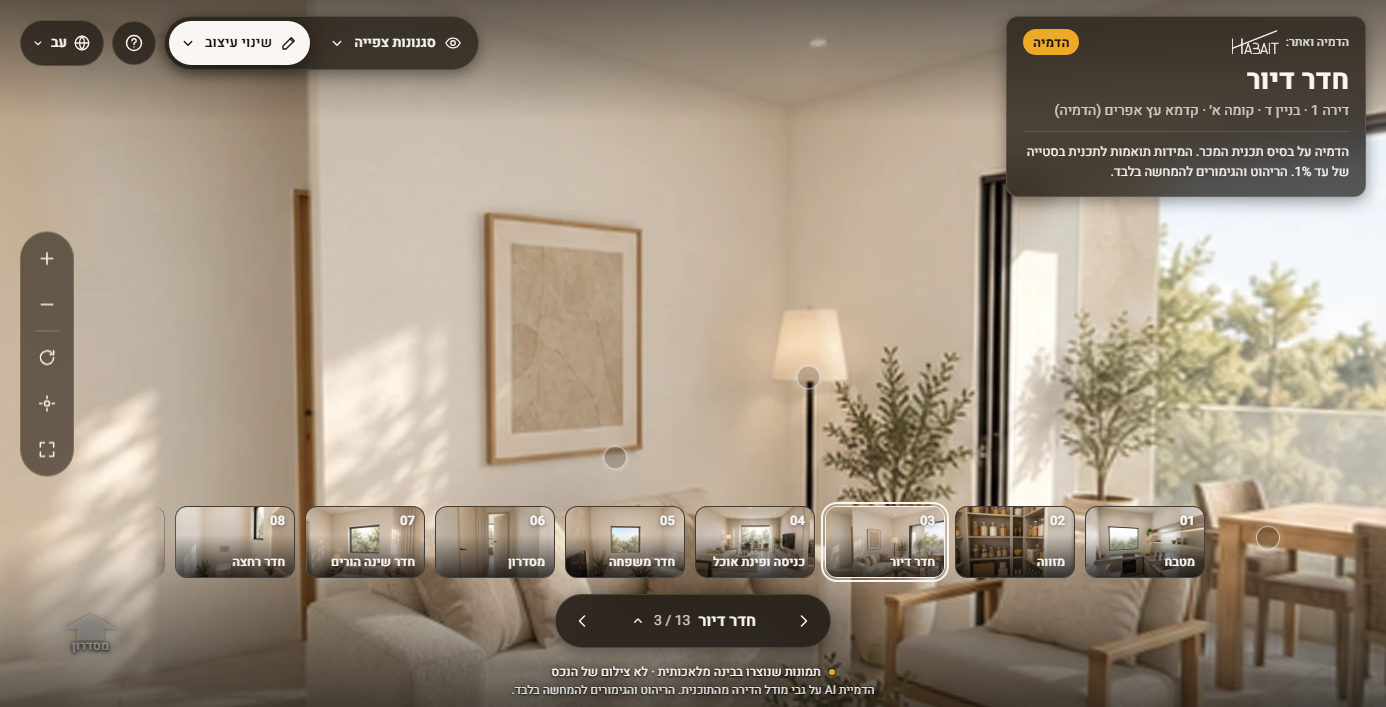 הדמיה ואתר: HABAIT
הדמיה
חדר דיור
דירה 1 · בניין ד · קומה א' · קדמא עץ אפרים (הדמיה)
הדמיה על בסיס תכנית המכר. המידות תואמות לתכנית בסטייה
של עד 1%. הריהוט והגימורים להמחשה בלבד.
סגנונות צפייה
שינוי עיצוב
עב
01
מטבח
02
מזווה
03
חדר דיור
04
כניסה ופינת אוכל
05
חדר משפחה
06
מסדרון
07
חדר שינה הורים
08
חדר רחצה
מסדרון
חדר דיור 3 / 13
תמונות שנוצרו בבינה מלאכותית · לא צילום של הנכס
הדמיית AI על גבי מודל הדירה מהתוכנית. הריהוט והגימורים להמחשה בלבד.